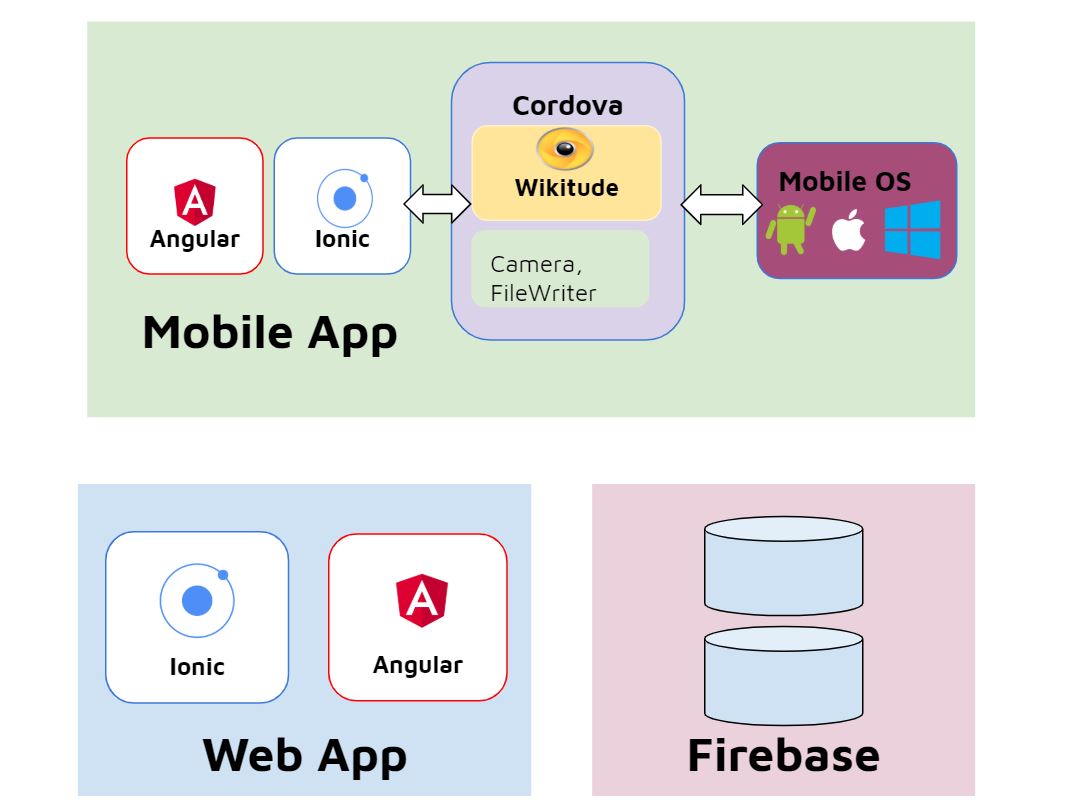 Cordova
Wikitude
Angular
Ionic
Camera,
FileWriter
Mobile OS
Mobile App
Ionic
Angular
Web App
Firebase